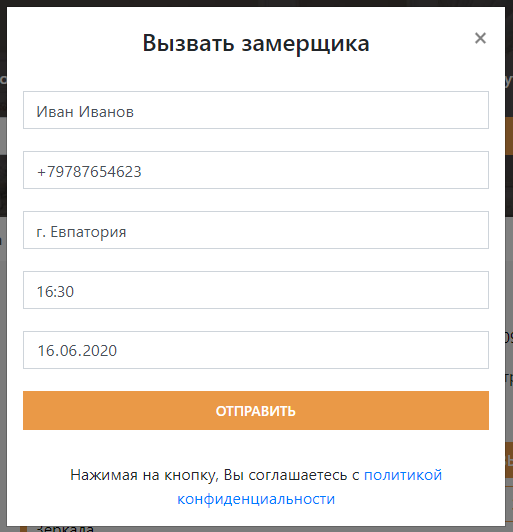 Вызвать замерщика
×
Иван Иванов
+79787654623
г. Евпатория
16:30
16.06.2020
ОТПРАВИТЬ
Нажимая на кнопку, Вы соглашаетесь с политикой
конфиденциальности
Зеркала